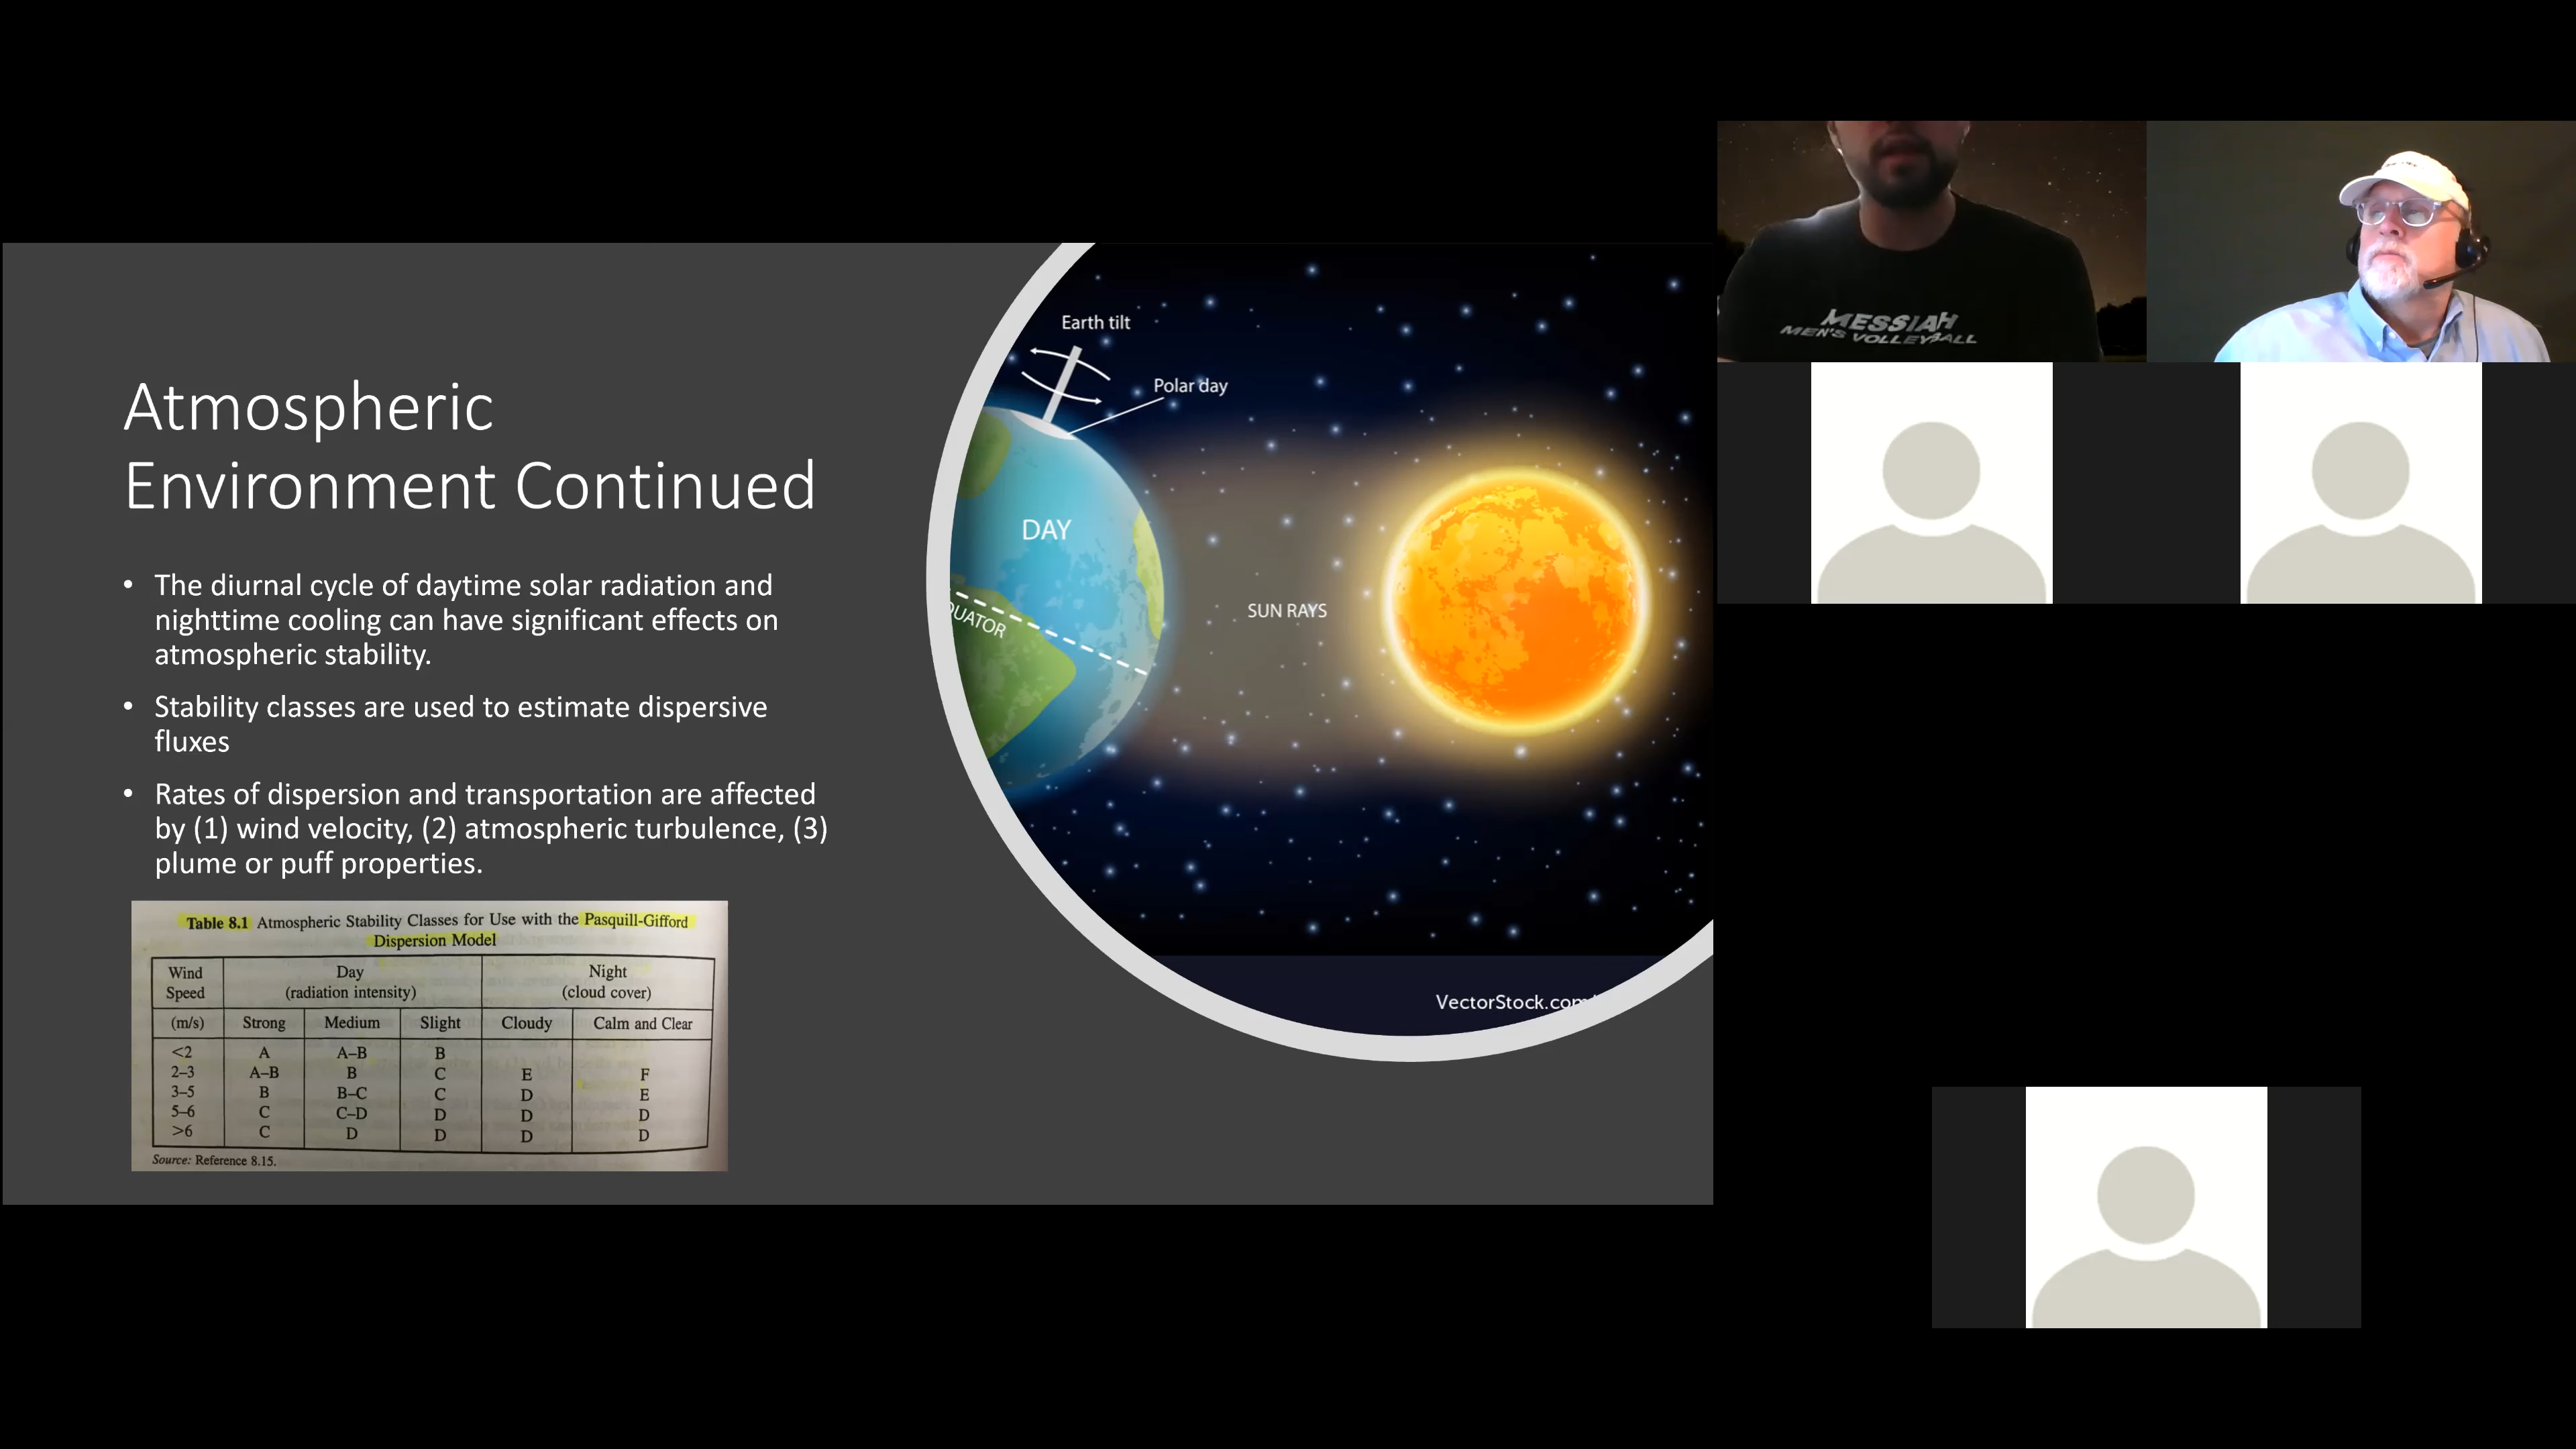 Atmospheric
Environment Continued
• The diurnal cycle of daytime solar radiation and
nighttime cooling can have significant effects on
atmospheric stability.
• Stability classes are used to estimate dispersive
fluxes
• Rates of dispersion and transportation are affected
by (1) wind velocity, (2) atmospheric turbulence, (3)
plume or puff properties.
Table 8.1 Atmospheric Stability Classes for Use with the Pasquill-Gifford
Dispersion Model
Wind Day Night
Speed (radiation intensity) (cloud cover)
(m/s) Strong Medium Slight Cloudy Calm and Clear
<2 A A–B B
2–3 A–B B C E F
3–5 B B–C C D E
5–6 C C–D D D D
>6 C D D D D
Source: Reference 8.15.
Earth tilt
Polar day
DAY
QUATOR
SUN RAYS
VectorStock.com
MESSIAH
MEN'S VOLLEYBALL